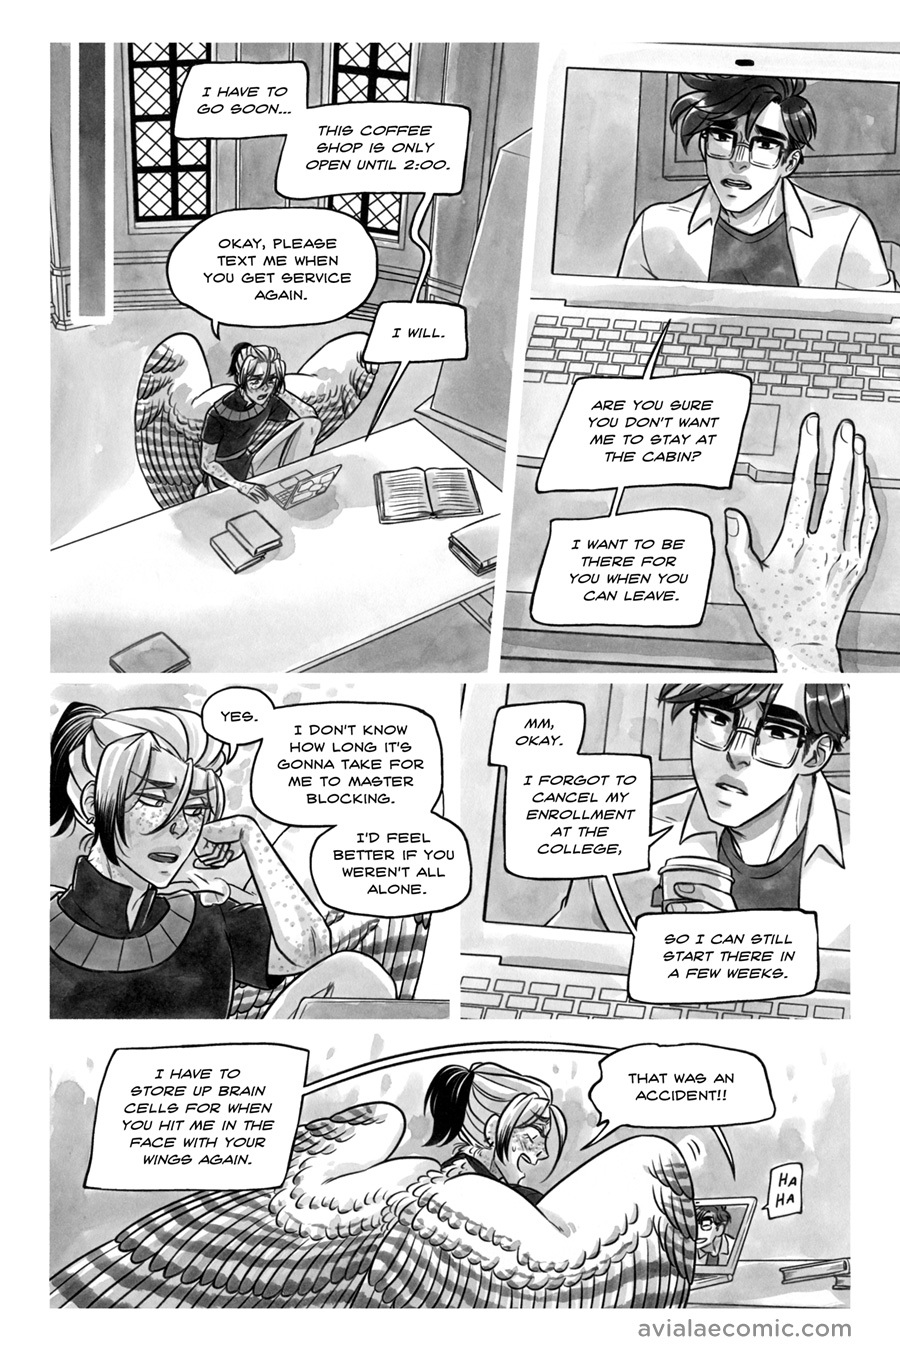 I HAVE TO
GO SOON...
THIS COFFEE
SHOP IS ONLY
OPEN UNTIL 2:00.
OKAY, PLEASE
TEXT ME WHEN
YOU GET SERVICE
AGAIN.
I WILL.
ARE YOU SURE
YOU DON'T WANT
ME TO STAY AT
THE CABIN?
I WANT TO BE
THERE FOR
YOU WHEN YOU
CAN LEAVE.
YES.
I DON'T KNOW
HOW LONG IT'S
GONNA TAKE FOR
ME TO MASTER
BLOCKING.
I'D FEEL
BETTER IF YOU
WEREN'T ALL
ALONE.
MM,
OKAY.
I FORGOT TO
CANCEL MY
ENROLLMENT
AT THE
COLLEGE,
SO I CAN STILL
START THERE IN
A FEW WEEKS.
I HAVE TO
STORE UP BRAIN
CELLS FOR WHEN
YOU HIT ME IN THE
FACE WITH YOUR
WINGS AGAIN.
THAT WAS AN
ACCIDENT!!
HA
HA
avialaecomic.com